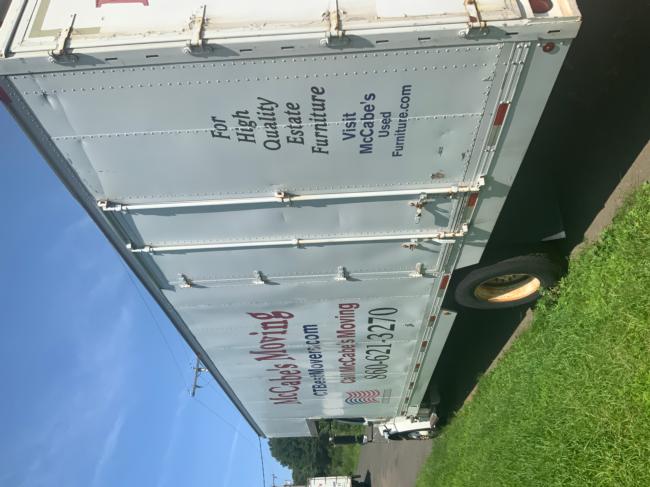 For
High
Quality
Estate
Furniture
Visit
McCabe's
Used
Furniture.com
McCabe's Moving
CTBestMover.com
Call McCabe's Moving
860-621-3270